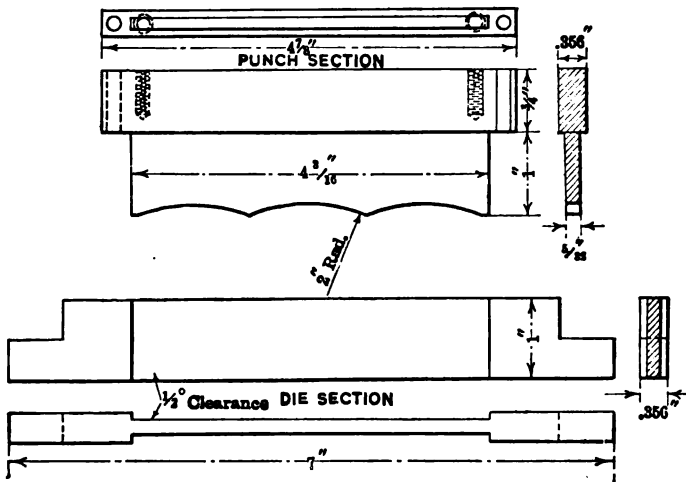 4⅞"
.356"
PUNCH SECTION
¾"
4 3/16"
1"
5/32"
2" Rad.
1"
½° Clearance
DIE SECTION
.356"
7"